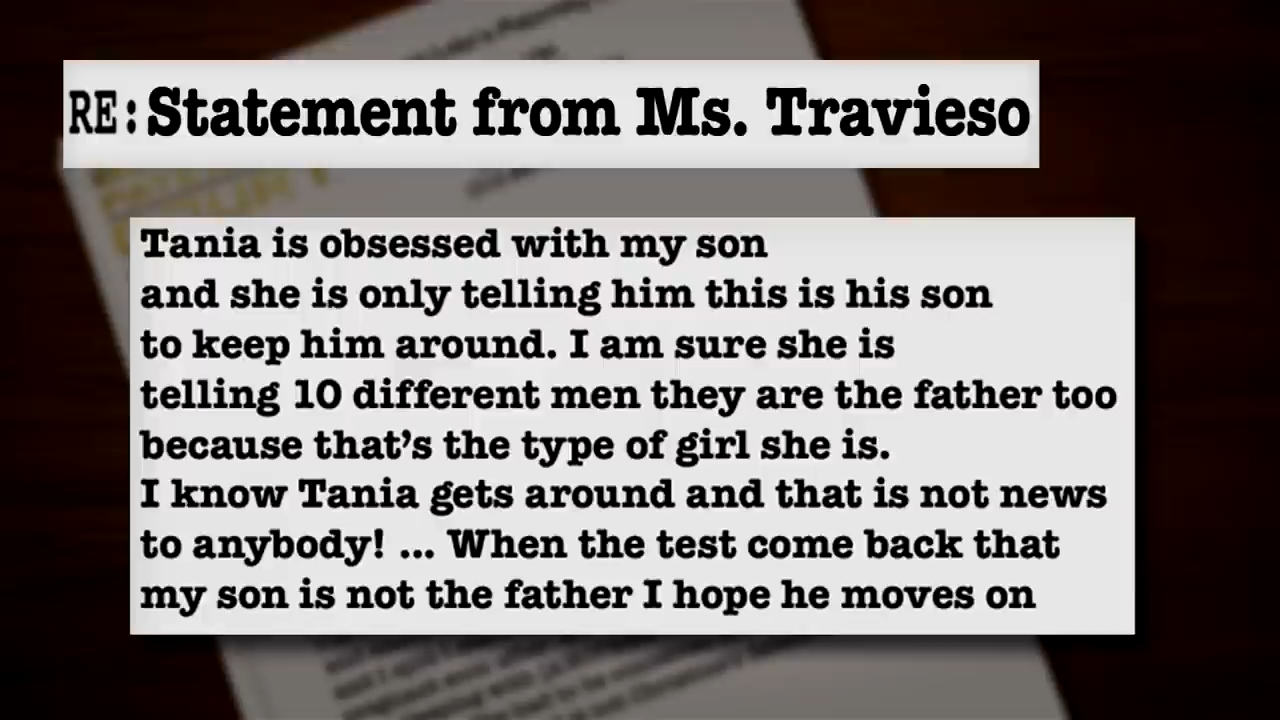 RE: Statement from Ms. Travieso
Tania is obsessed with my son
and she is only telling him this is his son
to keep him around. I am sure she is
telling 10 different men they are the father too
because that’s the type of girl she is.
I know Tania gets around and that is not news
to anybody! ... When the test come back that
my son is not the father I hope he moves on